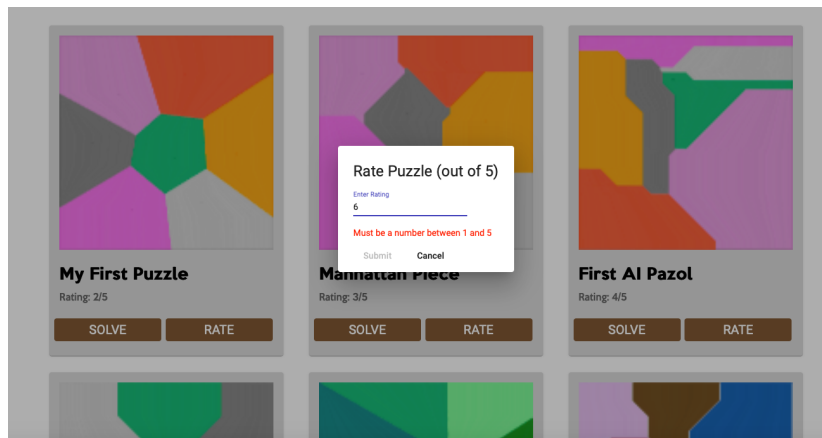 Rate Puzzle (out of 5)
Enter Rating
6
Must be a number between 1 and 5
Submit Cancel
My First Puzzle
Rating: 2/5
SOLVE RATE
Manhattan Piece
Rating: 3/5
SOLVE RATE
First AI Pazol
Rating: 4/5
SOLVE RATE